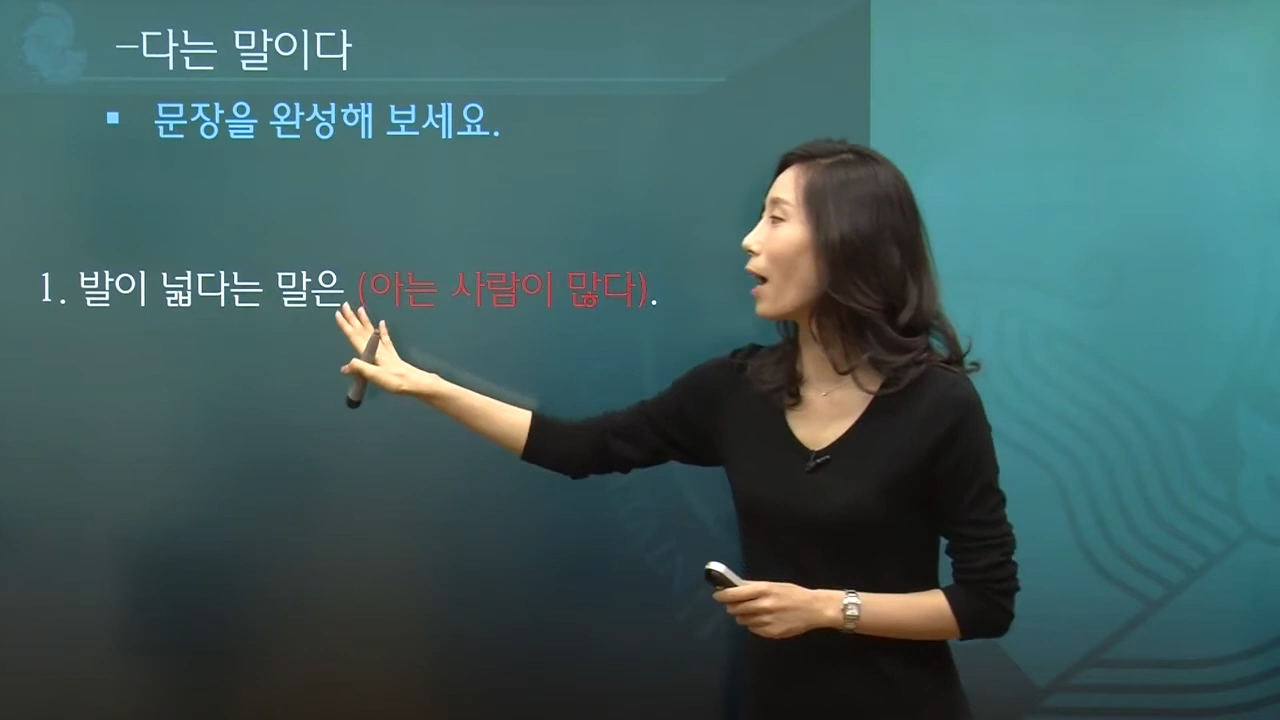 -다는 말이다
▪ 문장을 완성해 보세요.
1. 발이 넓다는 말은 (아는 사람이 많다).